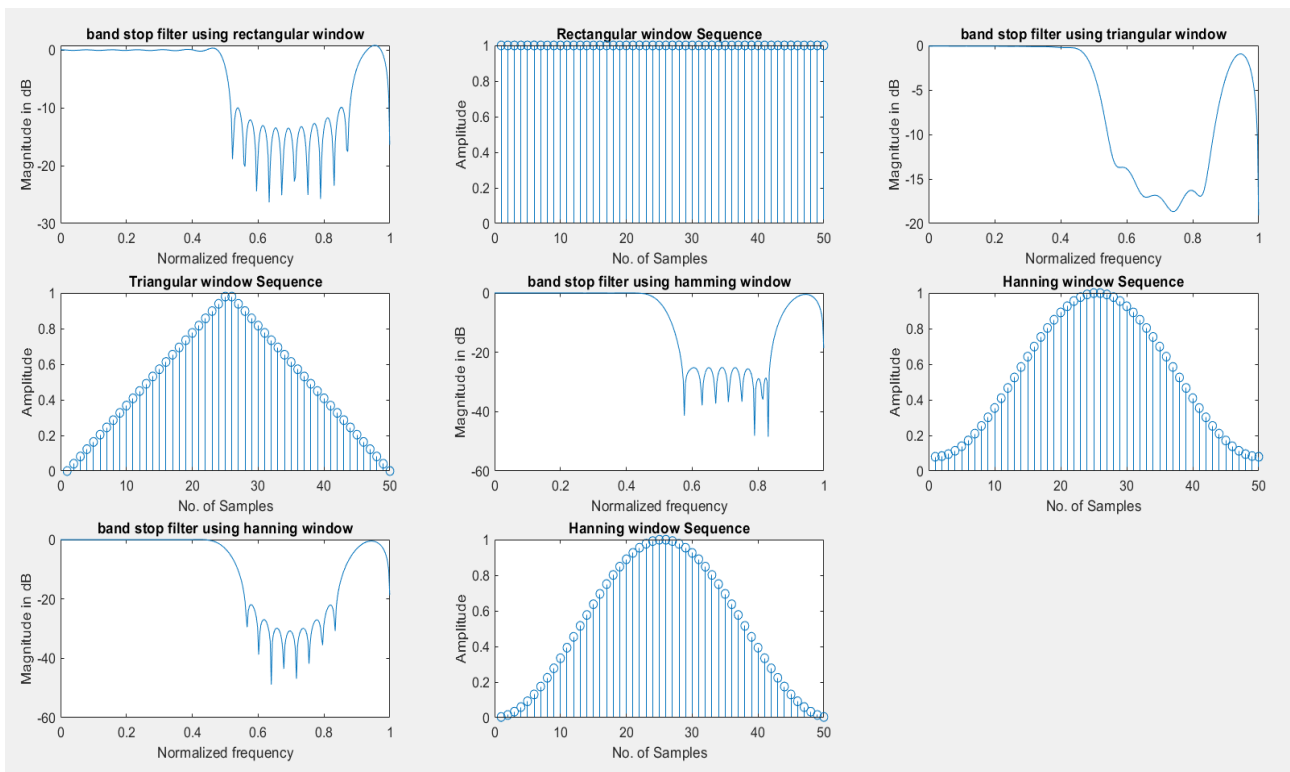 band stop filter using rectangular window
0
-10
-20
-30
Magnitude in dB
0 0.2 0.4 0.6 0.8 1
Normalized frequency
Rectangular window Sequence
1
0.8
0.6
0.4
0.2
0
Amplitude
0 10 20 30 40 50
No. of Samples
band stop filter using triangular window
0
-5
-10
-15
-20
Magnitude in dB
0 0.2 0.4 0.6 0.8 1
Normalized frequency
Triangular window Sequence
1
0.8
0.6
0.4
0.2
0
Amplitude
0 10 20 30 40 50
No. of Samples
band stop filter using hamming window
0
-20
-40
-60
Magnitude in dB
0 0.2 0.4 0.6 0.8 1
Normalized frequency
Hanning window Sequence
1
0.8
0.6
0.4
0.2
0
Amplitude
0 10 20 30 40 50
No. of Samples
band stop filter using hanning window
0
-20
-40
-60
Magnitude in dB
0 0.2 0.4 0.6 0.8 1
Normalized frequency
Hanning window Sequence
1
0.8
0.6
0.4
0.2
0
Amplitude
0 10 20 30 40 50
No. of Samples